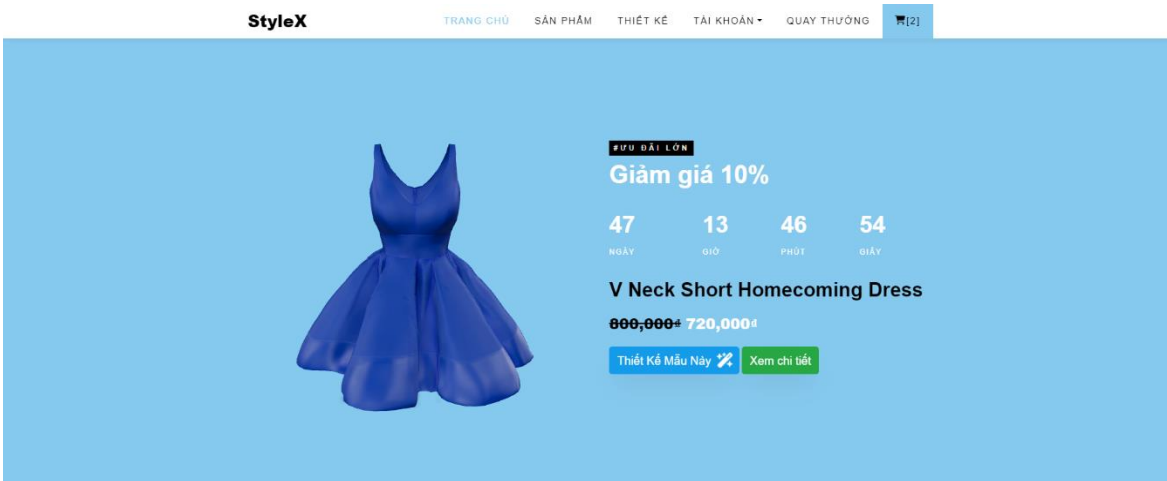 StyleX TRANG CHỦ SẢN PHẨM THIẾT KẾ TÀI KHOẢN QUAY THƯỞNG [2]
#ƯU ĐÃI LỚN
Giảm giá 10%
47 13 46 54
NGÀY GIỜ PHÚT GIÂY
V Neck Short Homecoming Dress
800,000₫ 720,000₫
Thiết Kế Mẫu Này Xem chi tiết